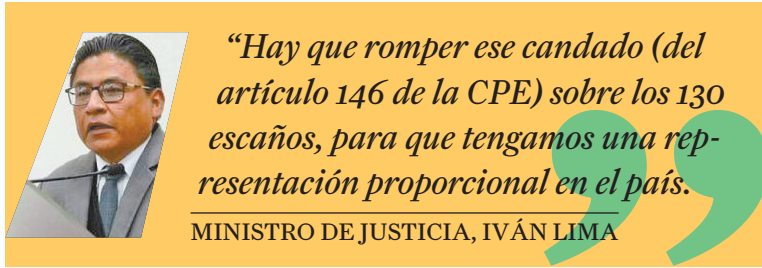 “Hay que romper ese candado (del
artículo 146 de la CPE) sobre los 130
escaños, para que tengamos una rep-
resentación proporcional en el país.
MINISTRO DE JUSTICIA, IVÁN LIMA